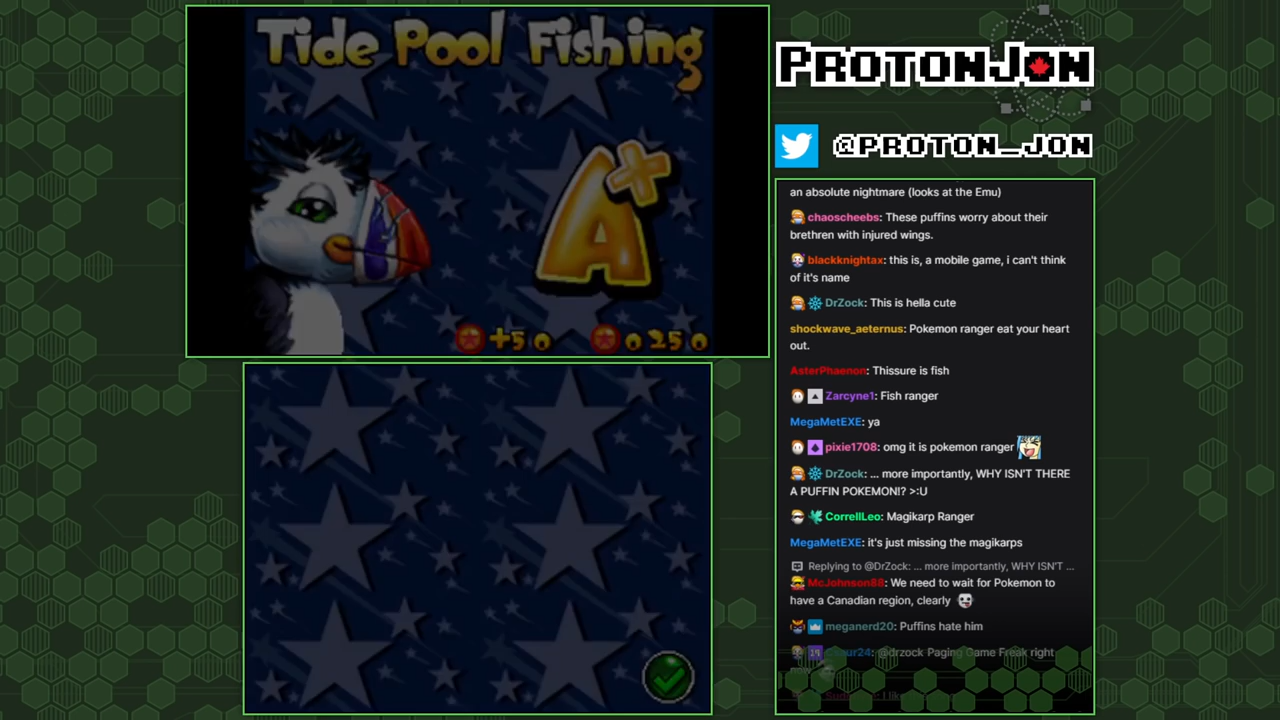 Tide Pool Fishing
A+
+50 0250
PROTONJON
@PROTON_JON
an absolute nightmare (looks at the Emu)
chaoscheebs: These puffins worry about their
brethren with injured wings.
blackknightax: this is, a mobile game, i can't think
of it's name
DrZock: This is hella cute
shockwave_aeternus: Pokemon ranger eat your heart
out.
AsterPhaenon: Thissure is fish
Zarcyne1: Fish ranger
MegaMetEXE: ya
pixie1708: omg it is pokemon ranger
DrZock: ... more importantly, WHY ISN'T THERE
A PUFFIN POKEMON!? >:U
CorrellLeo: Magikarp Ranger
MegaMetEXE: it's just missing the magikarps
Replying to @DrZock: ... more importantly, WHY ISN'T ...
McJohnson88: We need to wait for Pokemon to
have a Canadian region, clearly
meganerd20: Puffins hate him
@drzock Paging Game Freak right